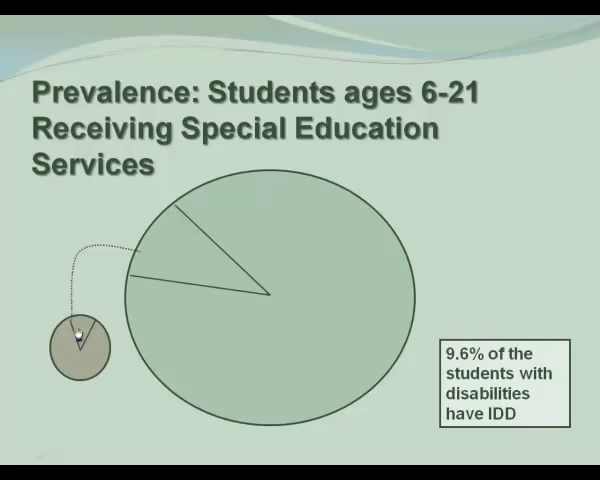 Prevalence: Students ages 6-21
Receiving Special Education
Services
9.6% of the
students with
disabilities
have IDD